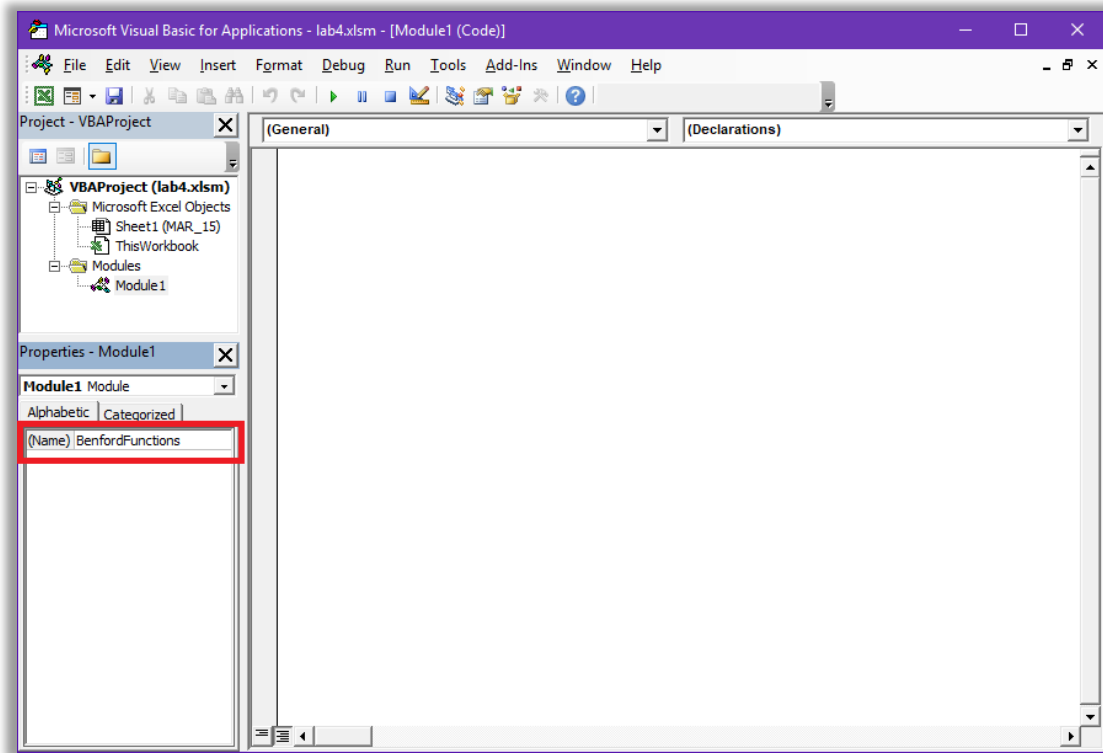 Microsoft Visual Basic for Applications - lab4.xlsm - [Module1 (Code)]
File Edit View Insert Format Debug Run Tools Add-Ins Window Help
Project - VBAProject
(General) (Declarations)
VBAProject (lab4.xlsm)
Microsoft Excel Objects
Sheet1 (MAR_15)
ThisWorkbook
Modules
Module1
Properties - Module1
Module1 Module
Alphabetic Categorized
(Name) BenfordFunctions